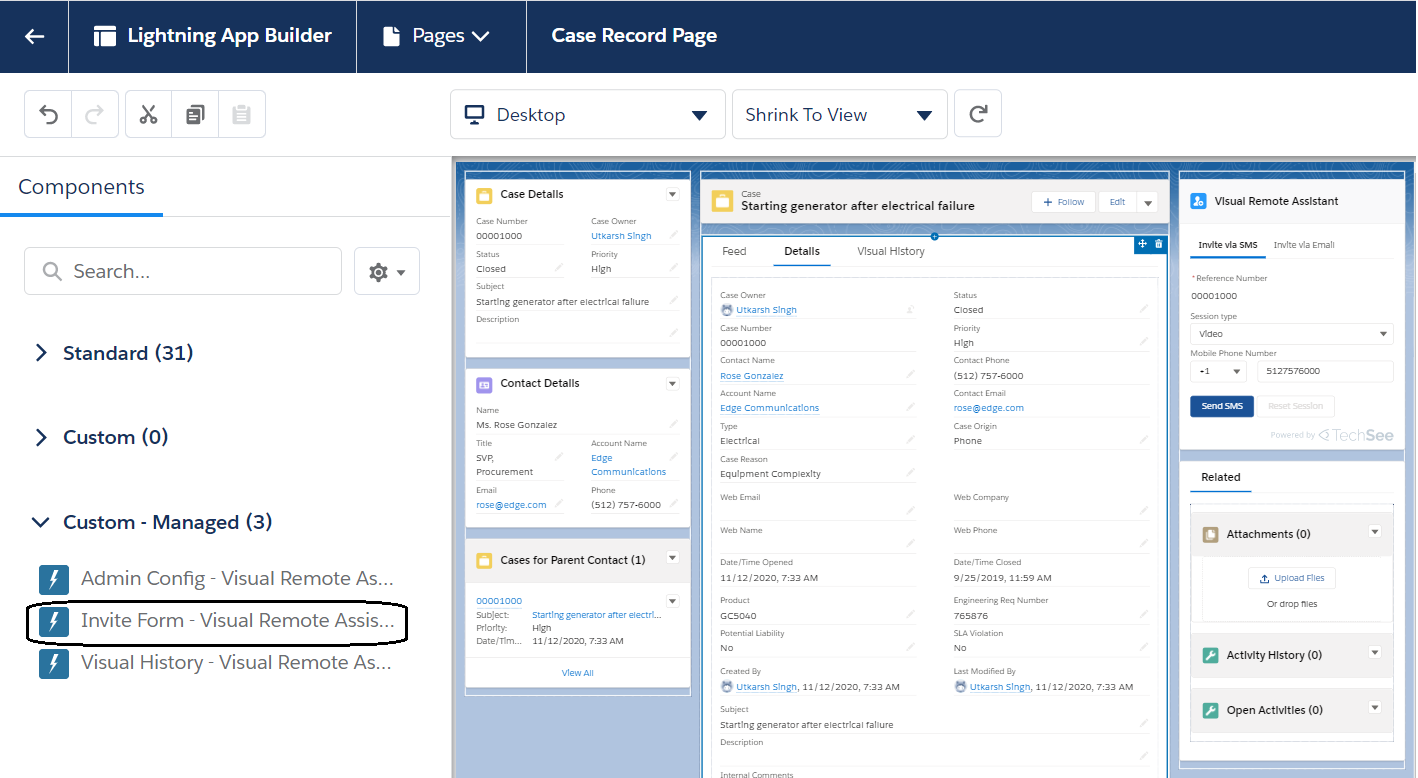 Lightning App Builder
Pages
Case Record Page
Desktop
Shrink To View
Components
Search...
Standard (31)
Custom (0)
Custom - Managed (3)
Admin Config - Visual Remote As...
Invite Form - Visual Remote Assis...
Visual History - Visual Remote As...
Case Details
Case Number
Case Owner
00001000
Utkarsh Singh
Status
Priority
Closed
High
Subject
Starting generator after electrical failure
Description
Contact Details
Name
Ms. Rose Gonzalez
Title
Account Name
SVP,
Procurement
Edge
Communications
Email
Phone
rose@edge.com
(512) 757-6000
Cases for Parent Contact (1)
00001000
Subject: Starting generator after electri...
Priority: High
Date/Tim... 11/12/2020, 7:33 AM
View All
Case
Starting generator after electrical failure
Follow
Edit
Feed
Details
Visual History
Case Owner
Status
Utkarsh Singh
Closed
Case Number
Priority
00001000
High
Contact Name
Contact Phone
Rose Gonzalez
(512) 757-6000
Account Name
Contact Email
Edge Communications
rose@edge.com
Type
Case Origin
Electrical
Phone
Case Reason
Equipment Complexity
Web Email
Web Company
Web Name
Web Phone
Date/Time Opened
Date/Time Closed
11/12/2020, 7:33 AM
9/25/2019, 11:59 AM
Product
Engineering Req Number
GC5040
765876
Potential Liability
SLA Violation
No
No
Created By
Last Modified By
Utkarsh Singh, 11/12/2020, 7:33 AM
Utkarsh Singh, 11/12/2020, 7:33 AM
Subject
Starting generator after electrical failure
Description
Internal Comments
Visual Remote Assistant
Invite via SMS
Invite via Email
*Reference Number
00001000
Session type
Video
Mobile Phone Number
+1
5127576000
Send SMS
Reset Session
Powered by TechSee
Related
Attachments (0)
Upload Files
Or drop files
Activity History (0)
Open Activities (0)